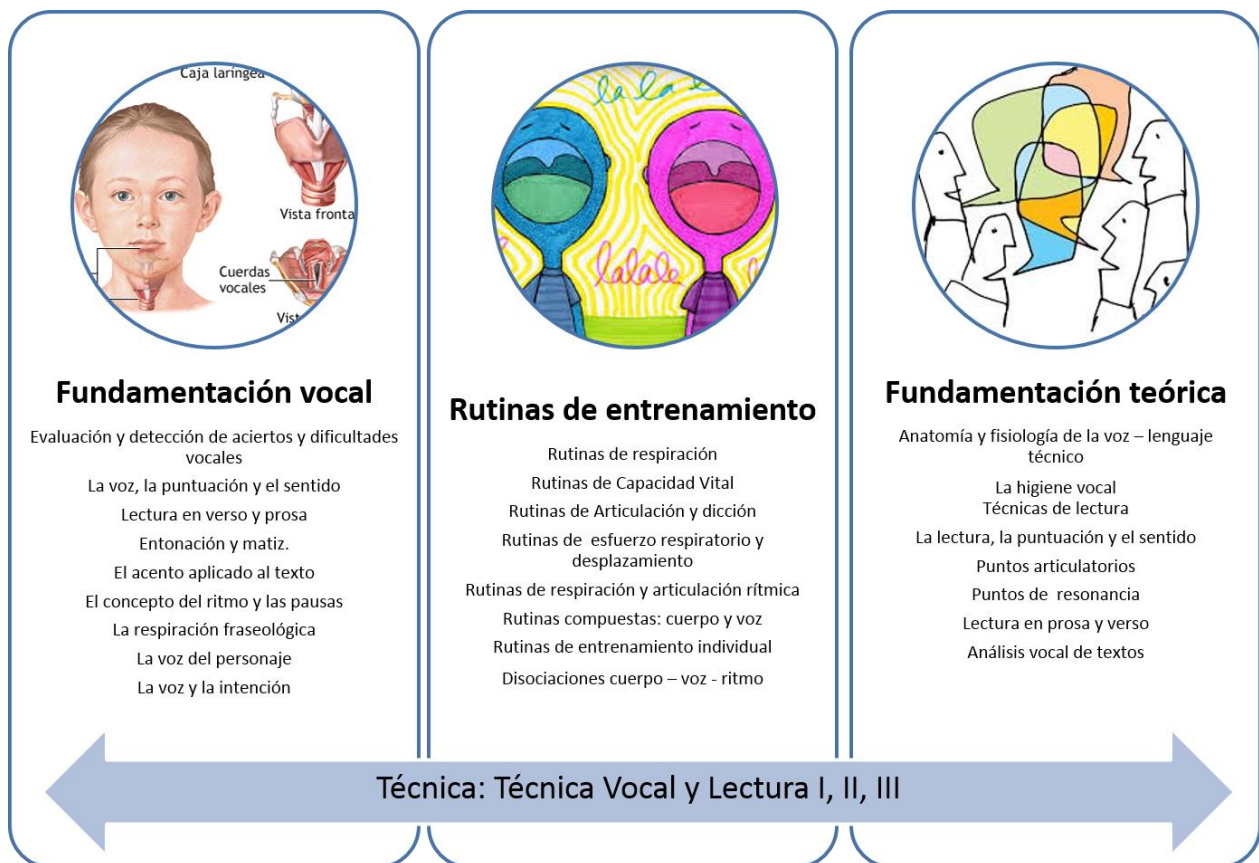 Caja laríngea
Vista fronta
Cuerdas
vocales
Vist
Fundamentación vocal
Evaluación y detección de aciertos y dificultades
vocales
La voz, la puntuación y el sentido
Lectura en verso y prosa
Entonación y matiz.
El acento aplicado al texto
El concepto del ritmo y las pausas
La respiración fraseológica
La voz del personaje
La voz y la intención
la la l
lalale
Rutinas de entrenamiento
Rutinas de respiración
Rutinas de Capacidad Vital
Rutinas de Articulación y dicción
Rutinas de esfuerzo respiratorio y
desplazamiento
Rutinas de respiración y articulación rítmica
Rutinas compuestas: cuerpo y voz
Rutinas de entrenamiento individual
Disociaciones cuerpo – voz - ritmo
Fundamentación teórica
Anatomía y fisiología de la voz – lenguaje
técnico
La higiene vocal
Técnicas de lectura
La lectura, la puntuación y el sentido
Puntos articulatorios
Puntos de resonancia
Lectura en prosa y verso
Análisis vocal de textos
Técnica: Técnica Vocal y Lectura I, II, III